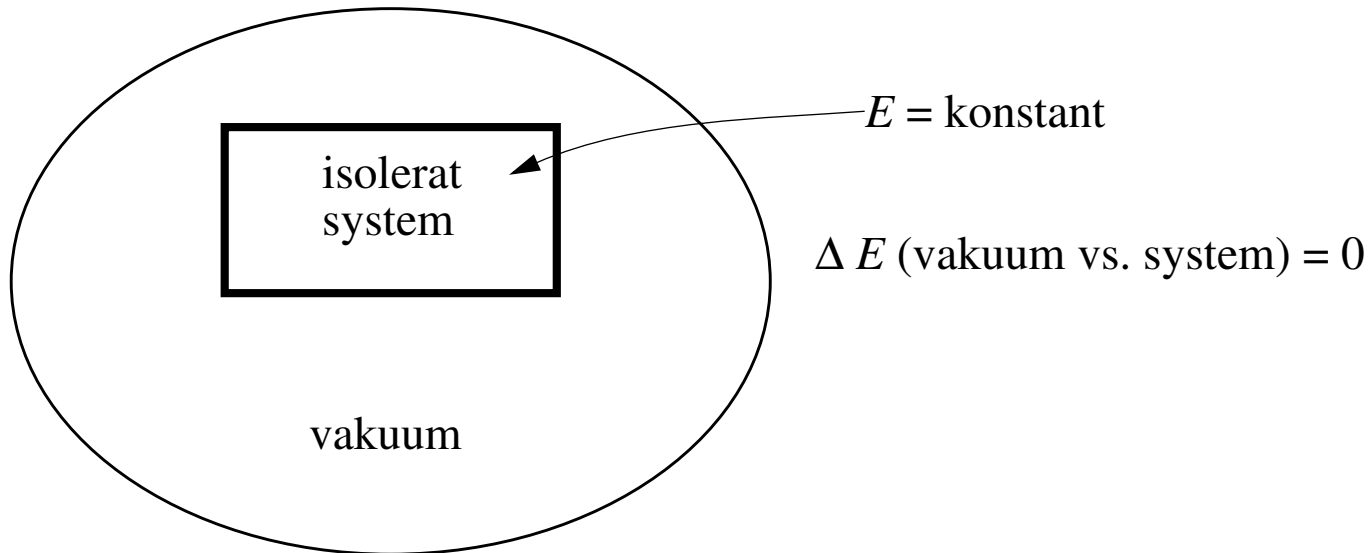 E = konstant
isolerat
system
Δ E (vakuum vs. system) = 0
vakuum